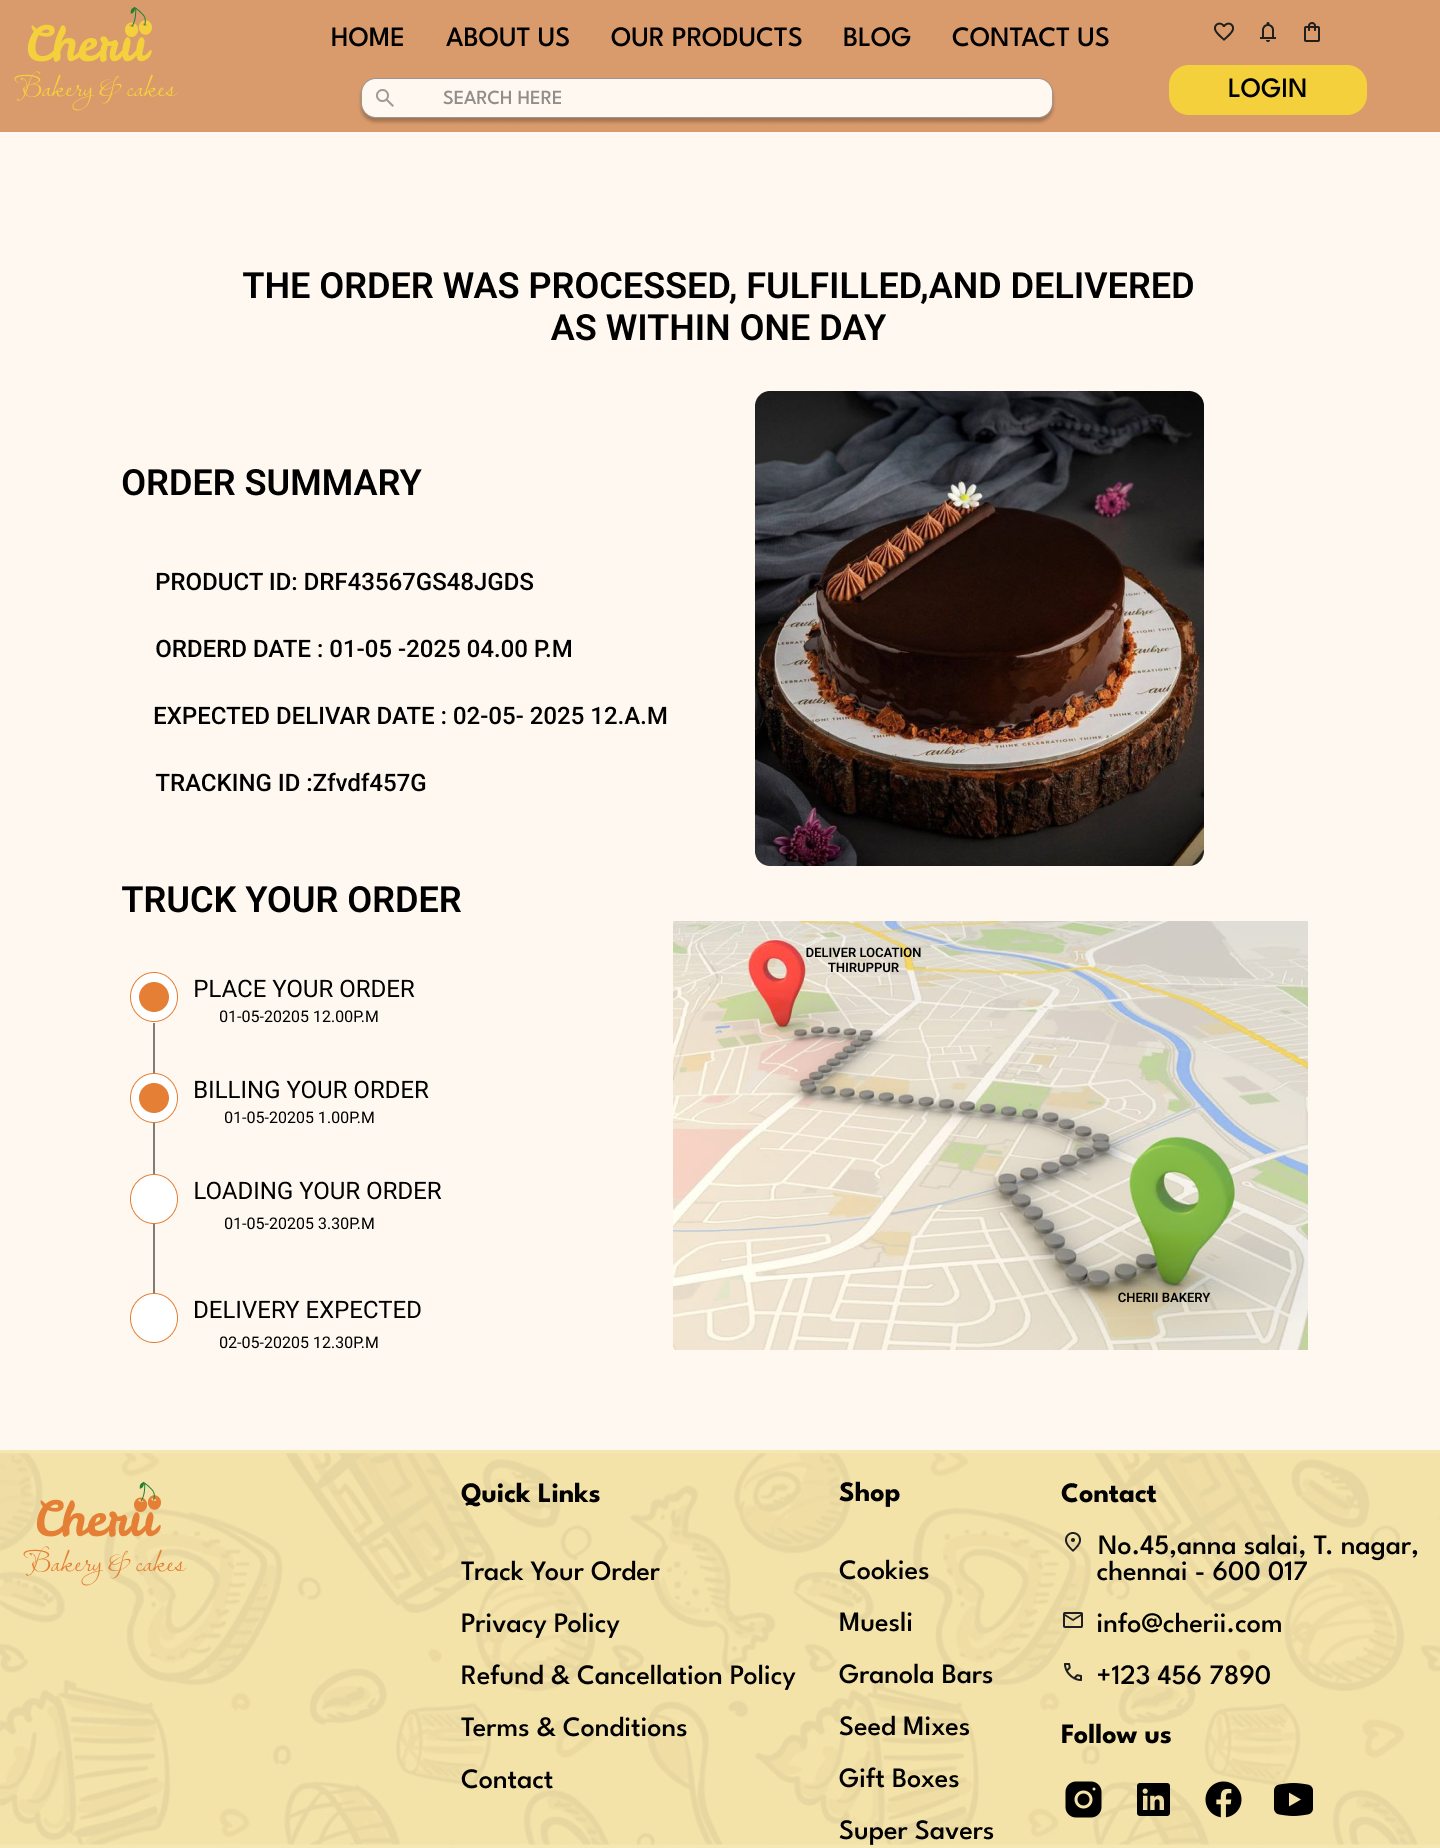 Cherii
Bakery & cakes
HOME
ABOUT US
OUR PRODUCTS
BLOG
CONTACT US
SEARCH HERE
LOGIN
THE ORDER WAS PROCESSED, FULFILLED,AND DELIVERED
AS WITHIN ONE DAY
ORDER SUMMARY
PRODUCT ID: DRF43567GS48JGDS
ORDERD DATE : 01-05 -2025 04.00 P.M
EXPECTED DELIVAR DATE : 02-05- 2025 12.A.M
TRACKING ID :Zfvdf457G
aubree
THINK CELEBRATION! THINK
TRUCK YOUR ORDER
PLACE YOUR ORDER
01-05-20205 12.00P.M
BILLING YOUR ORDER
01-05-20205 1.00P.M
LOADING YOUR ORDER
01-05-20205 3.30P.M
DELIVERY EXPECTED
02-05-20205 12.30P.M
DELIVER LOCATION
THIRUPPUR
CHERII BAKERY
Cherii
Bakery & cakes
Quick Links
Track Your Order
Privacy Policy
Refund & Cancellation Policy
Terms & Conditions
Contact
Shop
Cookies
Muesli
Granola Bars
Seed Mixes
Gift Boxes
Super Savers
Contact
No.45,anna salai, T. nagar,
chennai - 600 017
info@cherii.com
+123 456 7890
Follow us